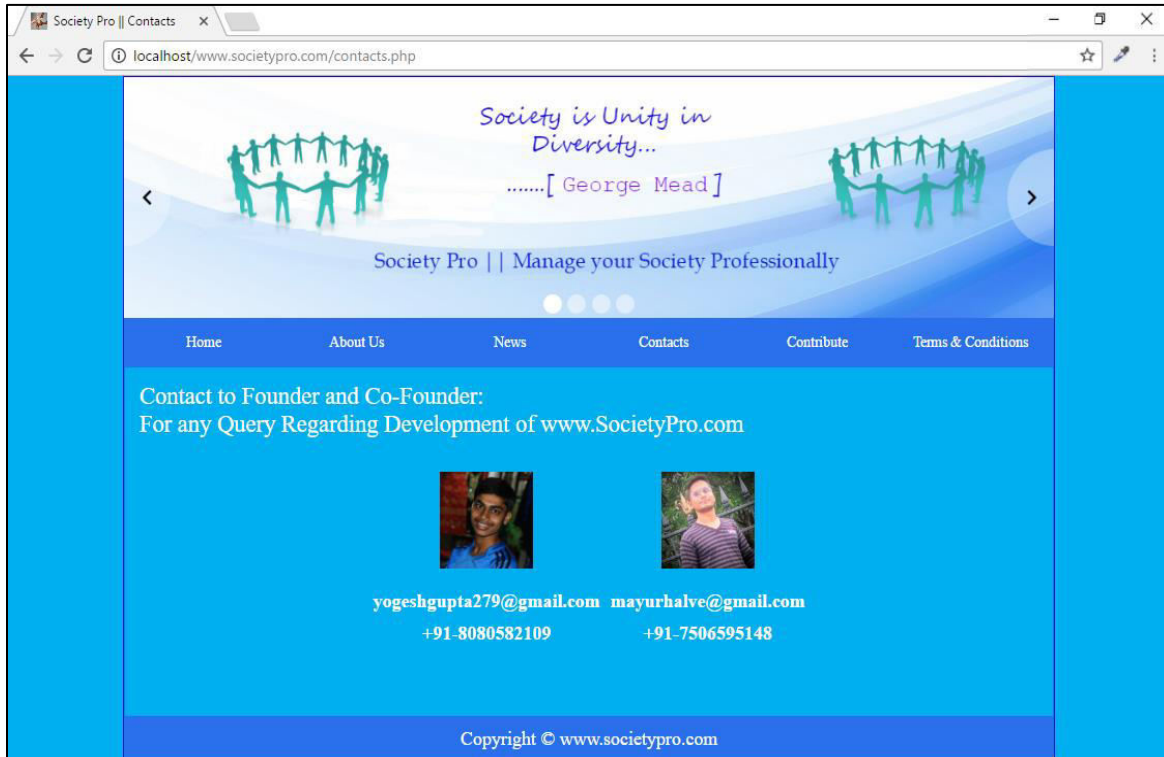 Society Pro || Contacts
localhost/www.societypro.com/contacts.php
Society is Unity in
Diversity...
.......[ George Mead ]
Society Pro || Manage your Society Professionally
Home About Us News Contacts Contribute Terms & Conditions
Contact to Founder and Co-Founder:
For any Query Regarding Development of www.SocietyPro.com
yogeshgupta279@gmail.com mayurhalve@gmail.com
+91-8080582109 +91-7506595148
Copyright © www.societypro.com